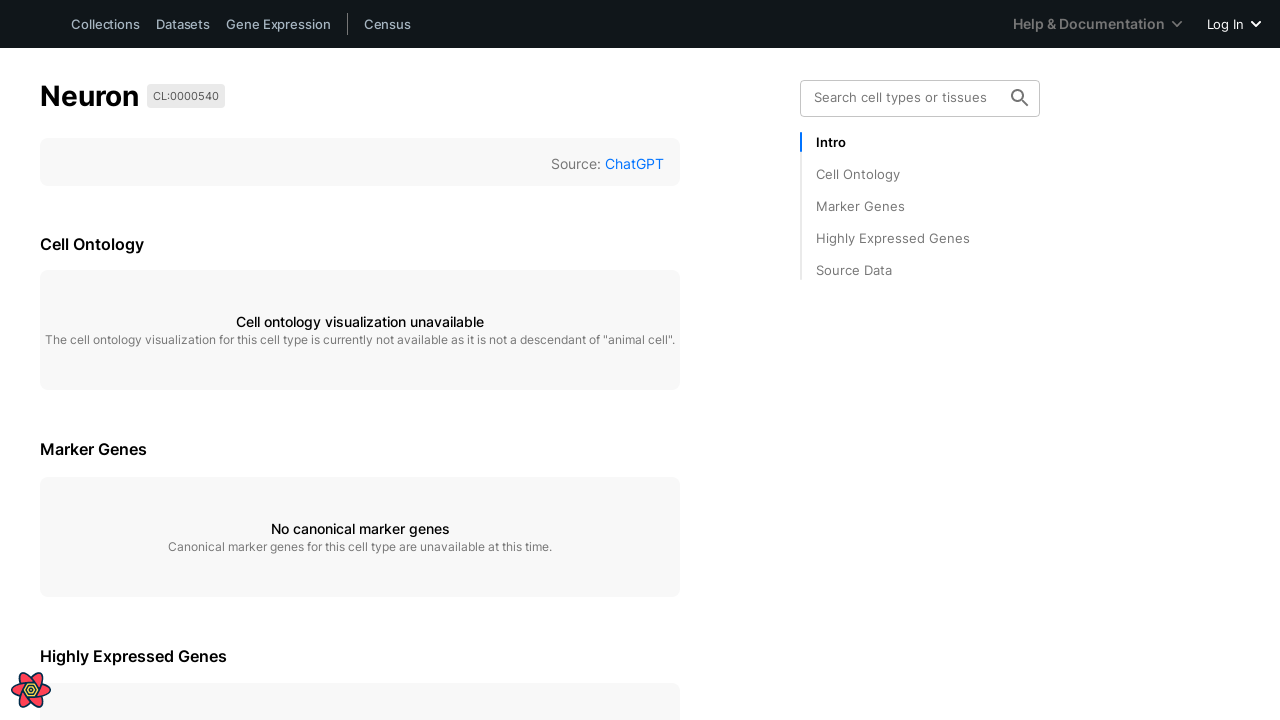 Collections Datasets Gene Expression Census Help & Documentation Log In
Neuron CL:0000540
Source: ChatGPT
Cell Ontology
Cell ontology visualization unavailable
The cell ontology visualization for this cell type is currently not available as it is not a descendant of "animal cell".
Marker Genes
No canonical marker genes
Canonical marker genes for this cell type are unavailable at this time.
Highly Expressed Genes
Search cell types or tissues
Intro
Cell Ontology
Marker Genes
Highly Expressed Genes
Source Data